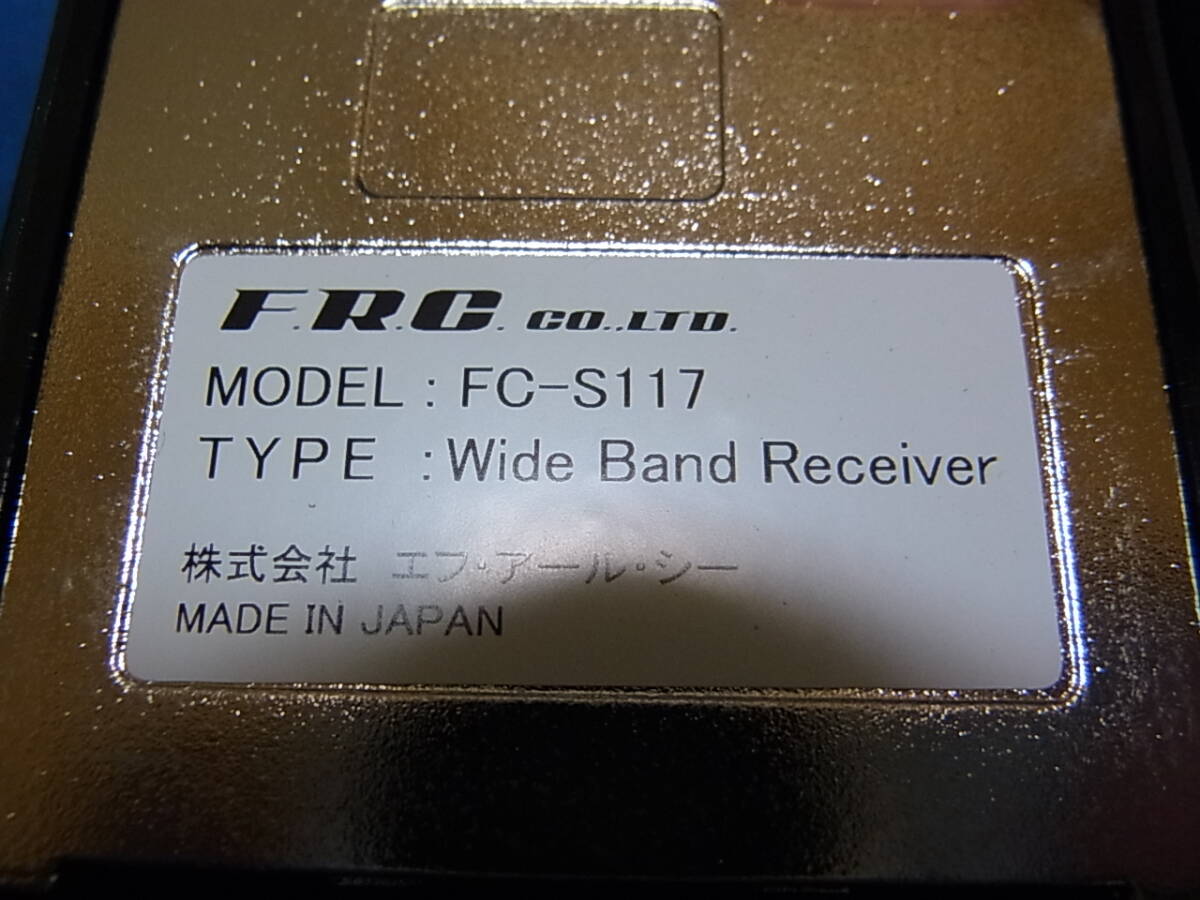 F.R.C. CO.,LTD.
MODEL : FC-S117
TYPE : Wide Band Receiver
株式会社 エフ・アール・シー
MADE IN JAPAN